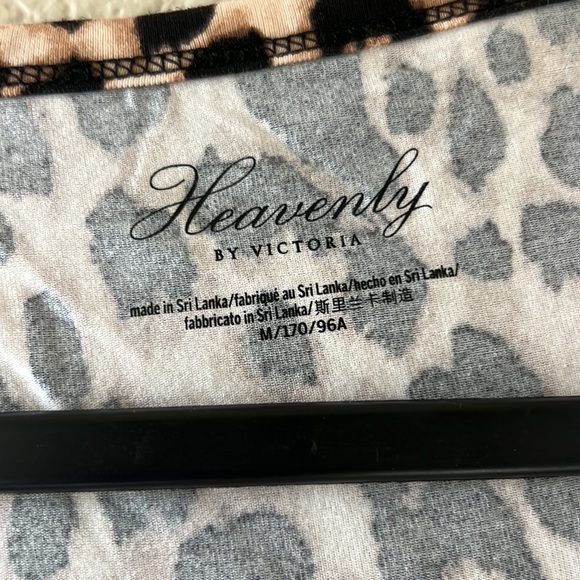 Heavenly
BY VICTORIA
made in Sri Lanka/fabriqué au Sri Lanka/hecho en Sri Lanka/
fabbricato in Sri Lanka/斯里兰卡制造
M/170/96A